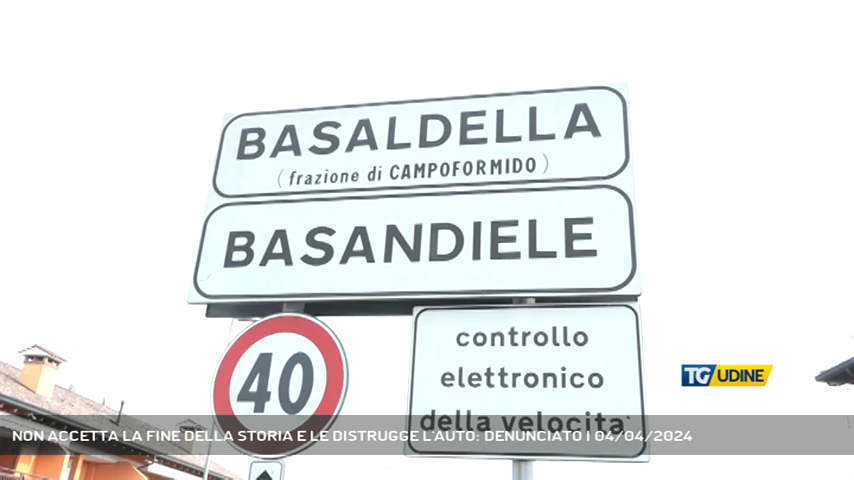 BASALDELLA
(frazione di CAMPOFORMIDO)
BASANDIELE
40
controllo
elettronico
della velocità
TG UDINE
NON ACCETTA LA FINE DELLA STORIA E LE DISTRUGGE L'AUTO: DENUNCIATO | 04/04/2024